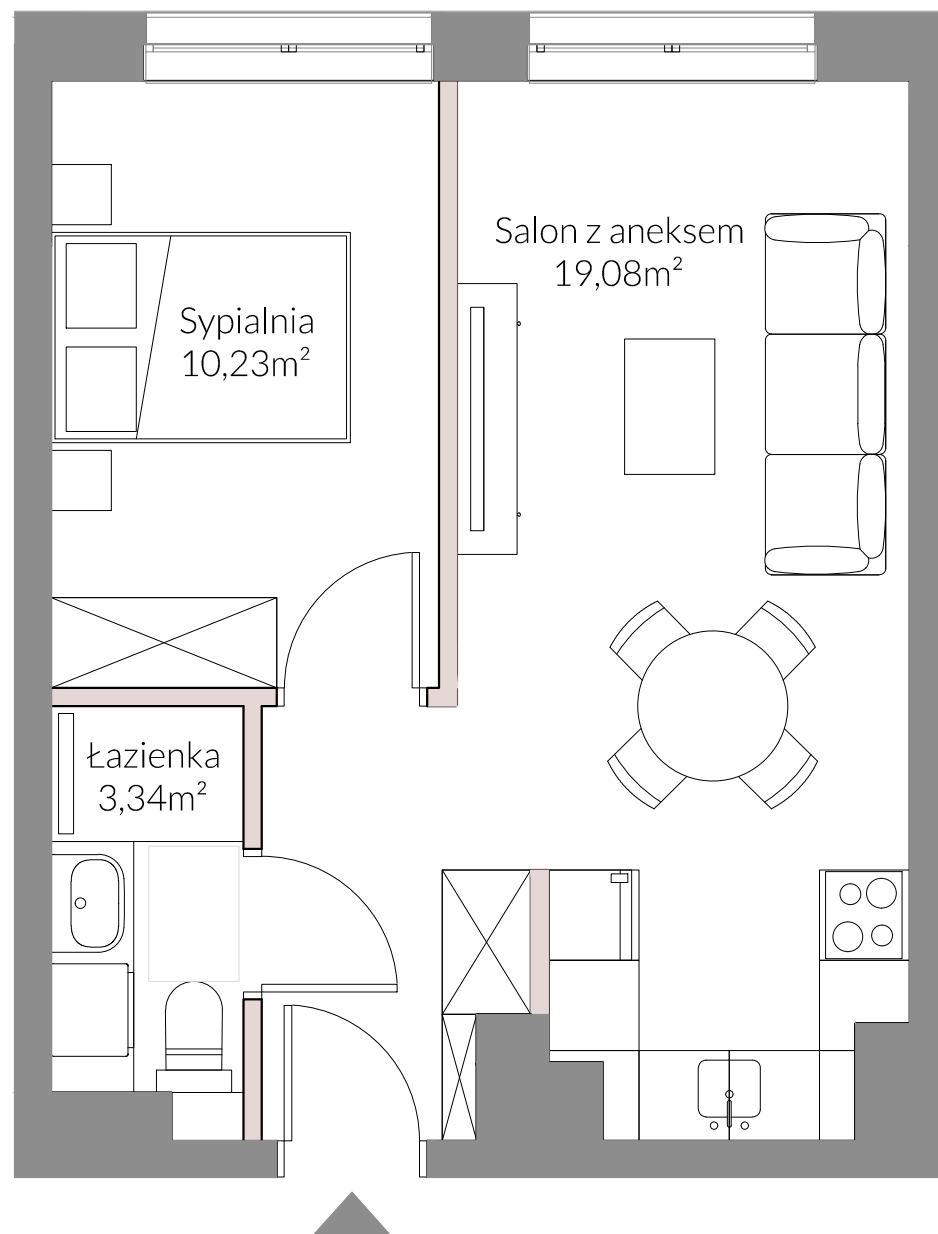 Salon z aneksem
19,08m²
Sypialnia
10,23m²
Łazienka
3,34m²